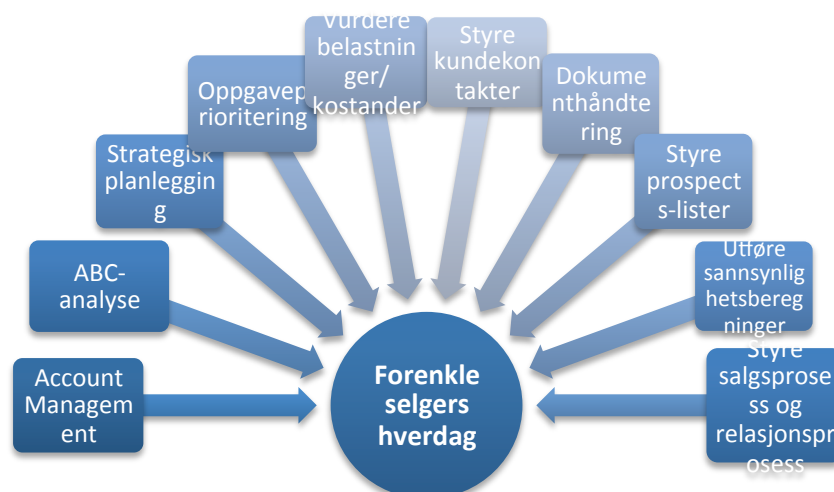 Vurdere
belastnin
ger/
kostander
Styre
kundekon
takter
Oppgavep
rioritering
Dokume
nthåndte
ring
Strategisk
planleggin
g
Styre
prospect
s-lister
ABC-
analyse
Utføre
sannsynlig
hetsbereg
ninger
Account
Managem
ent
Forenkle
selgers
hverdag
Styre
salgsprose
ss og
relasjonspr
osess